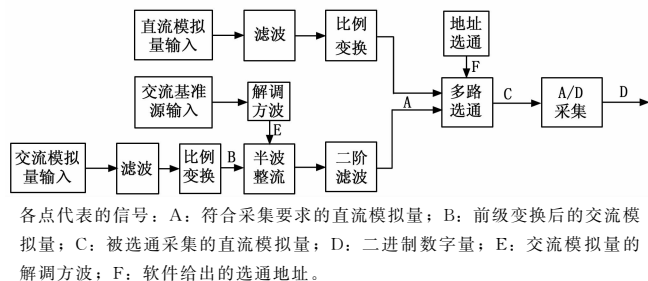 直流模拟
量输入
滤波
比例
变换
地址
选通
F
交流基准
源输入
解调
方波
E
A
多路
选通
C
A/D
采集
D
交流模拟
量输入
滤波
比例
变换
B
半波
整流
二阶
滤波
各点代表的信号：A：符合采集要求的直流模拟量；B：前级变换后的交流模
拟量；C：被选通采集的直流模拟量；D：二进制数字量；E：交流模拟量的
解调方波；F：软件给出的选通地址。